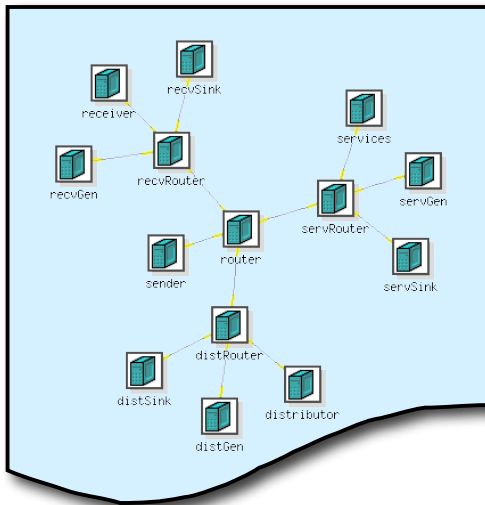 recvSink
receiver
services
recvGen
recvRouter
servGen
servRouter
router
sender
servSink
distRouter
distSink
distributor
distGen